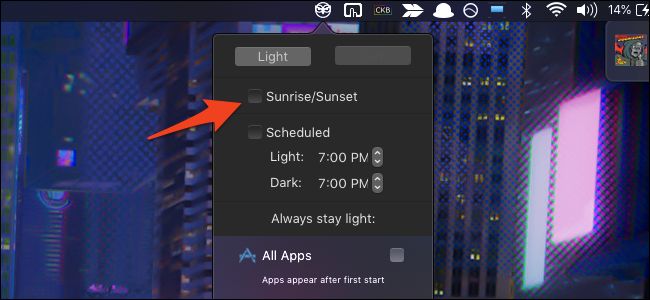 CKB
14%
Light
Sunrise/Sunset
Scheduled
Light: 7:00 PM
Dark: 7:00 PM
Always stay light:
All Apps
Apps appear after first start